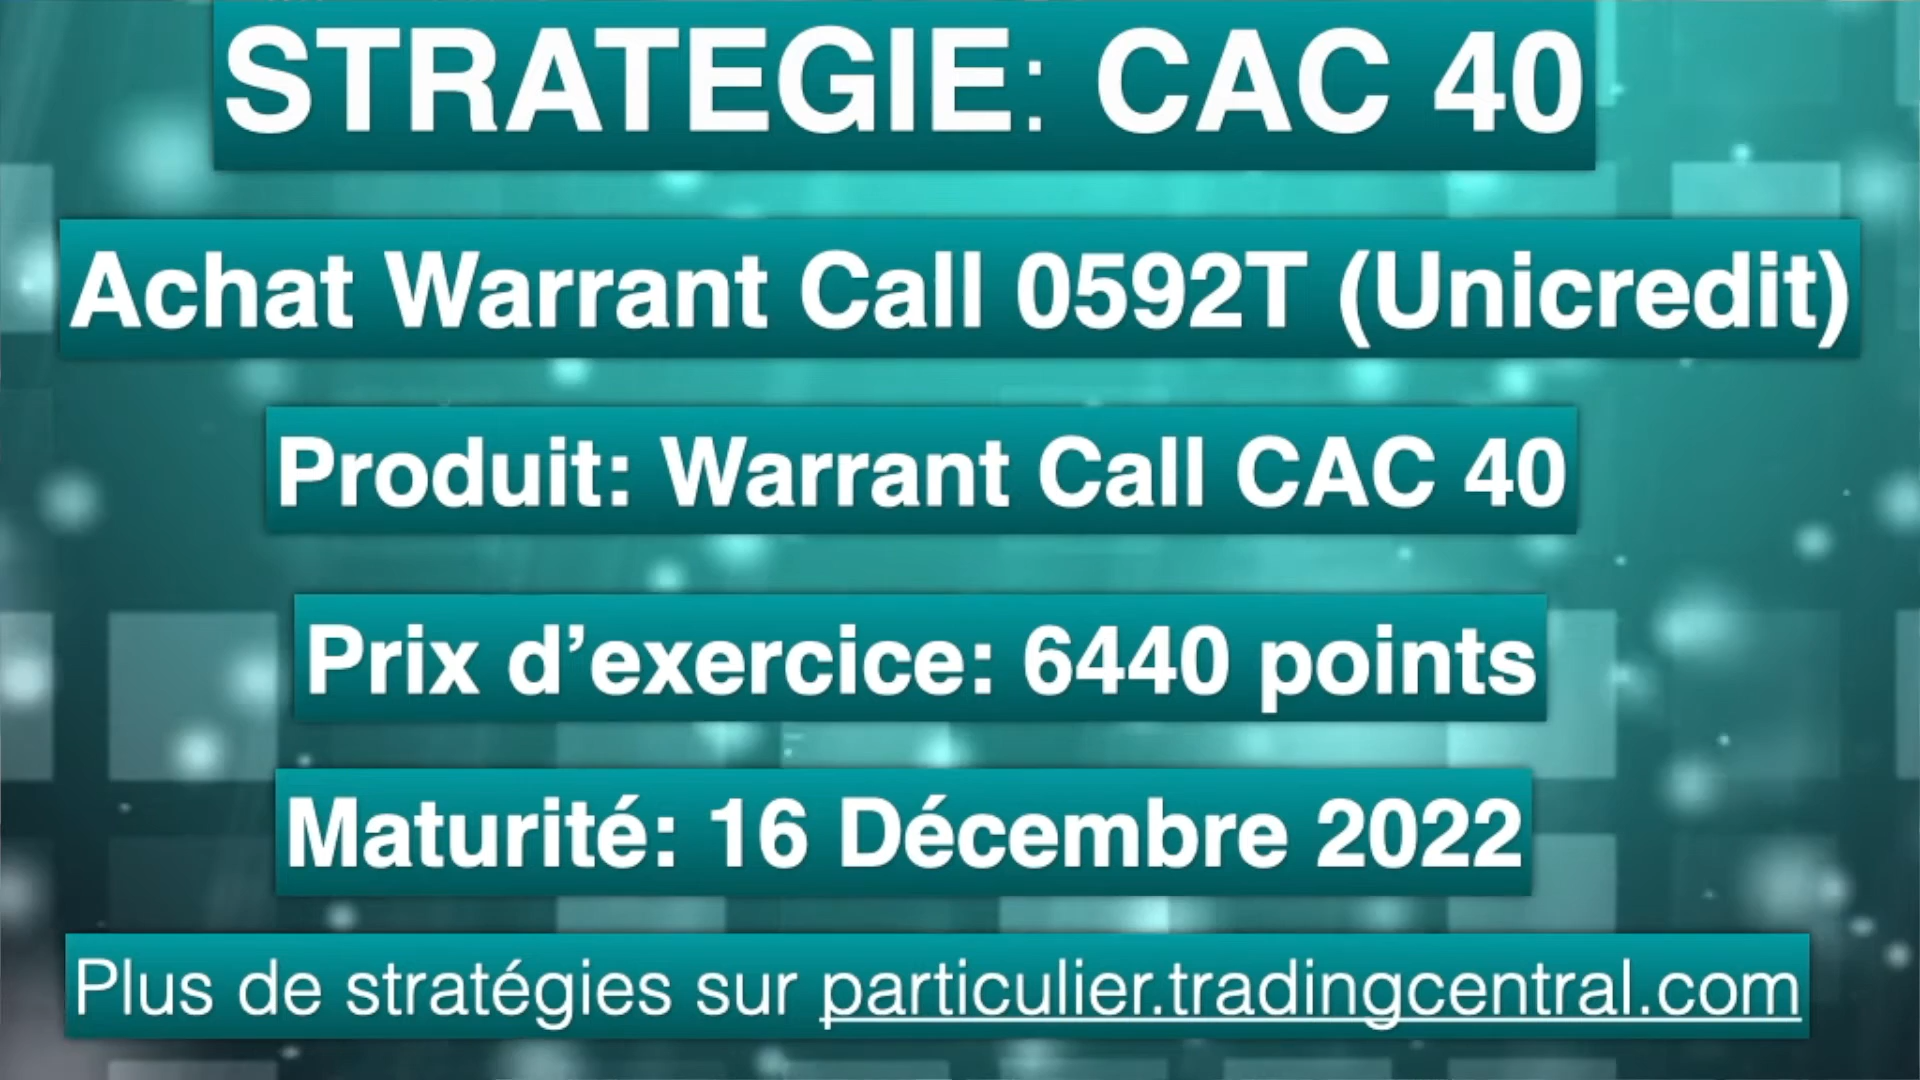 STRATEGIE: CAC 40
Achat Warrant Call 0592T (Unicredit)
Produit: Warrant Call CAC 40
Prix d’exercice: 6440 points
Maturité: 16 Décembre 2022
Plus de stratégies sur particulier.tradingcentral.com